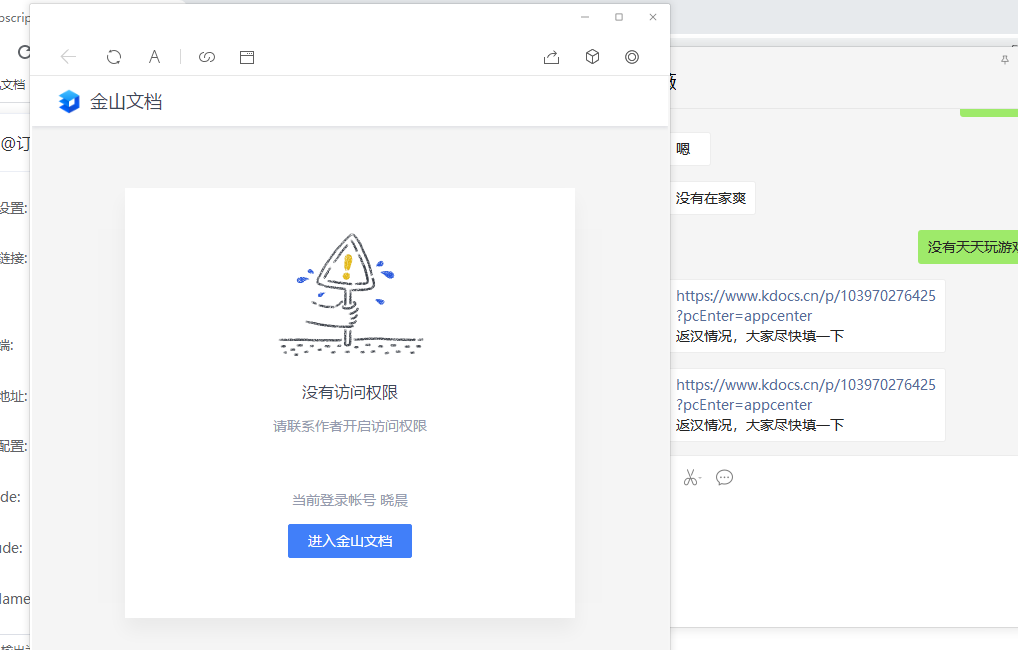 金山文档
没有访问权限
请联系作者开启访问权限
当前登录帐号 晓晨
进入金山文档
文档
@订
设置:
链接:
端:
地址:
配置:
de:
ude:
Name
嗯
没有在家爽
没有天天玩游戏
https://www.kdocs.cn/p/103970276425
?pcEnter=appcenter
返汉情况，大家尽快填一下
https://www.kdocs.cn/p/103970276425
?pcEnter=appcenter
返汉情况，大家尽快填一下